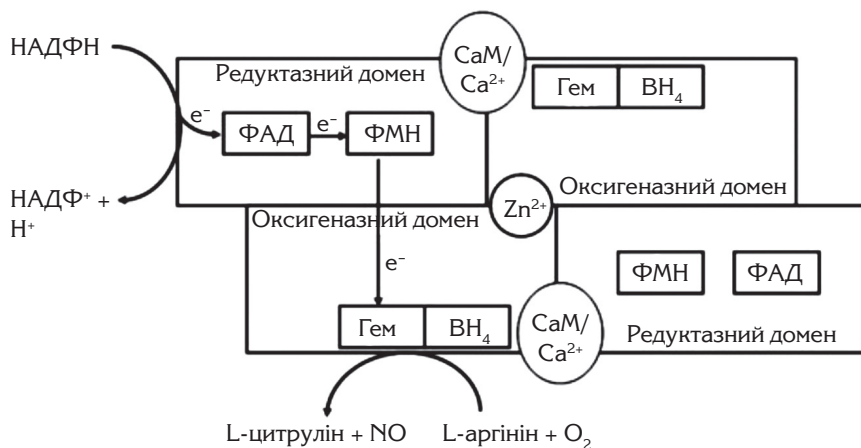 НАДФН
Редуктазний домен
CaM/
Ca²⁺
Гем
BH₄
e⁻
ФАД
e⁻
ФМН
НАДФ⁺ +
H⁺
Оксигеназний домен
Оксигеназний домен
Zn²⁺
e⁻
ФМН
ФАД
Гем
BH₄
CaM/
Ca²⁺
Редуктазний домен
L-цитрулін + NO
L-аргінін + O₂